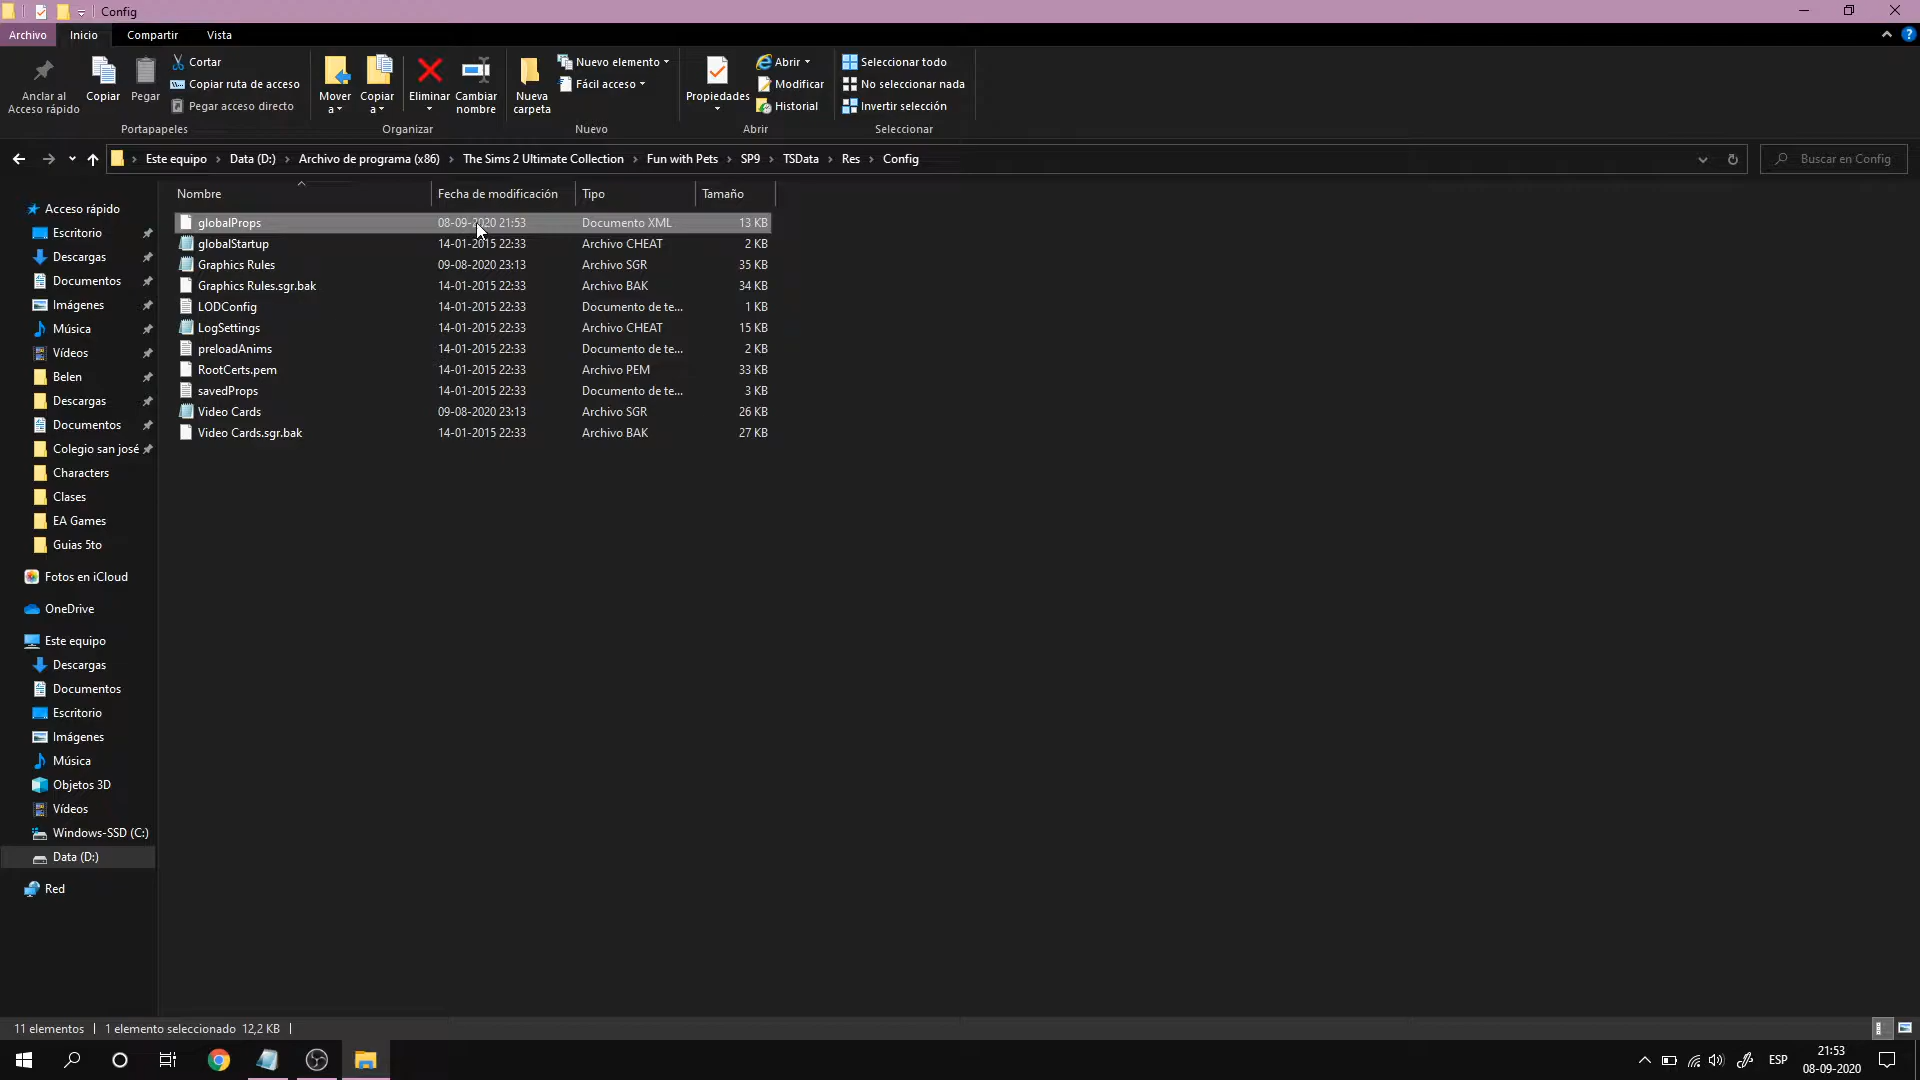 Config
Archivo Inicio Compartir Vista
Anclar al Acceso rápido
Copiar
Pegar
Cortar
Copiar ruta de acceso
Pegar acceso directo
Portapapeles
Mover a
Copiar a
Eliminar
Cambiar nombre
Organizar
Nueva carpeta
Nuevo elemento
Fácil acceso
Nuevo
Propiedades
Abrir
Modificar
Historial
Abrir
Seleccionar todo
No seleccionar nada
Invertir selección
Seleccionar
Este equipo › Data (D:) › Archivo de programa (x86) › The Sims 2 Ultimate Collection › Fun with Pets › SP9 › TSData › Res › Config
Buscar en Config
Acceso rápido
Escritorio
Descargas
Documentos
Imágenes
Música
Vídeos
Belen
Descargas
Documentos
Colegio san josé
Characters
Clases
EA Games
Guias 5to
Fotos en iCloud
OneDrive
Este equipo
Descargas
Documentos
Escritorio
Imágenes
Música
Objetos 3D
Vídeos
Windows-SSD (C:)
Data (D:)
Red
Nombre Fecha de modificación Tipo Tamaño
globalProps 08-09-2020 21:53 Documento XML 13 KB
globalStartup 14-01-2015 22:33 Archivo CHEAT 2 KB
Graphics Rules 09-08-2020 23:13 Archivo SGR 35 KB
Graphics Rules.sgr.bak 14-01-2015 22:33 Archivo BAK 34 KB
LODConfig 14-01-2015 22:33 Documento de te... 1 KB
LogSettings 14-01-2015 22:33 Archivo CHEAT 15 KB
preloadAnims 14-01-2015 22:33 Documento de te... 2 KB
RootCerts.pem 14-01-2015 22:33 Archivo PEM 33 KB
savedProps 14-01-2015 22:33 Documento de te... 3 KB
Video Cards 09-08-2020 23:13 Archivo SGR 26 KB
Video Cards.sgr.bak 14-01-2015 22:33 Archivo BAK 27 KB
11 elementos 1 elemento seleccionado 12,2 KB
ESP
21:53
08-09-2020